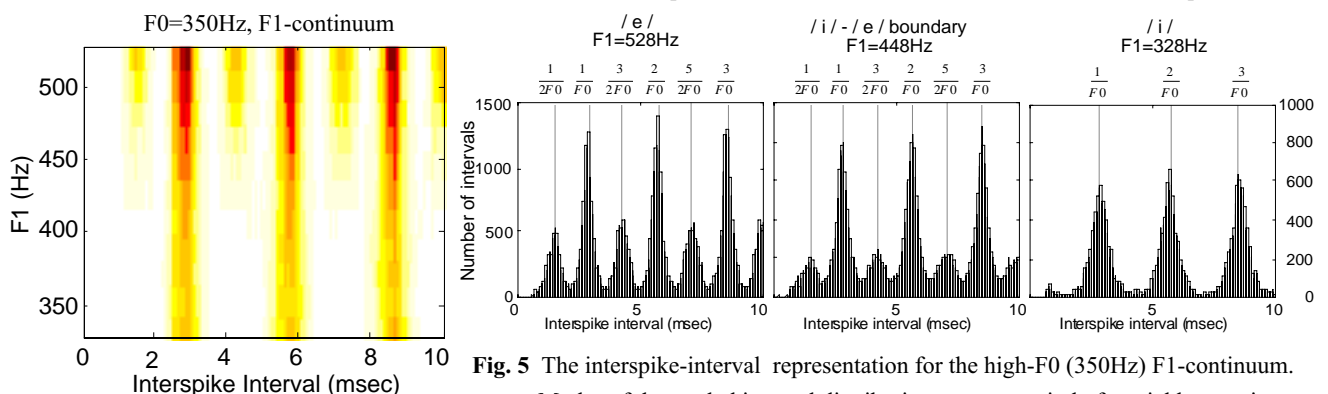 F0=350Hz, F1-continuum
500
450
400
350
F1 (Hz)
0 2 4 6 8 10
Interspike Interval (msec)
/ e /
F1=528Hz
1/2F0 1/F0 3/2F0 2/F0 5/2F0 3/F0
1500
1000
500
0
Number of intervals
0 5 10
Interspike interval (msec)
/ i / - / e / boundary
F1=448Hz
1/2F0 1/F0 3/2F0 2/F0 5/2F0 3/F0
5 10
Interspike interval (msec)
/ i /
F1=328Hz
1/F0 2/F0 3/F0
1000
800
600
400
200
0
5 10
Interspike interval (msec)
Fig. 5 The interspike-interval representation for the high-F0 (350Hz) F1-continuum.